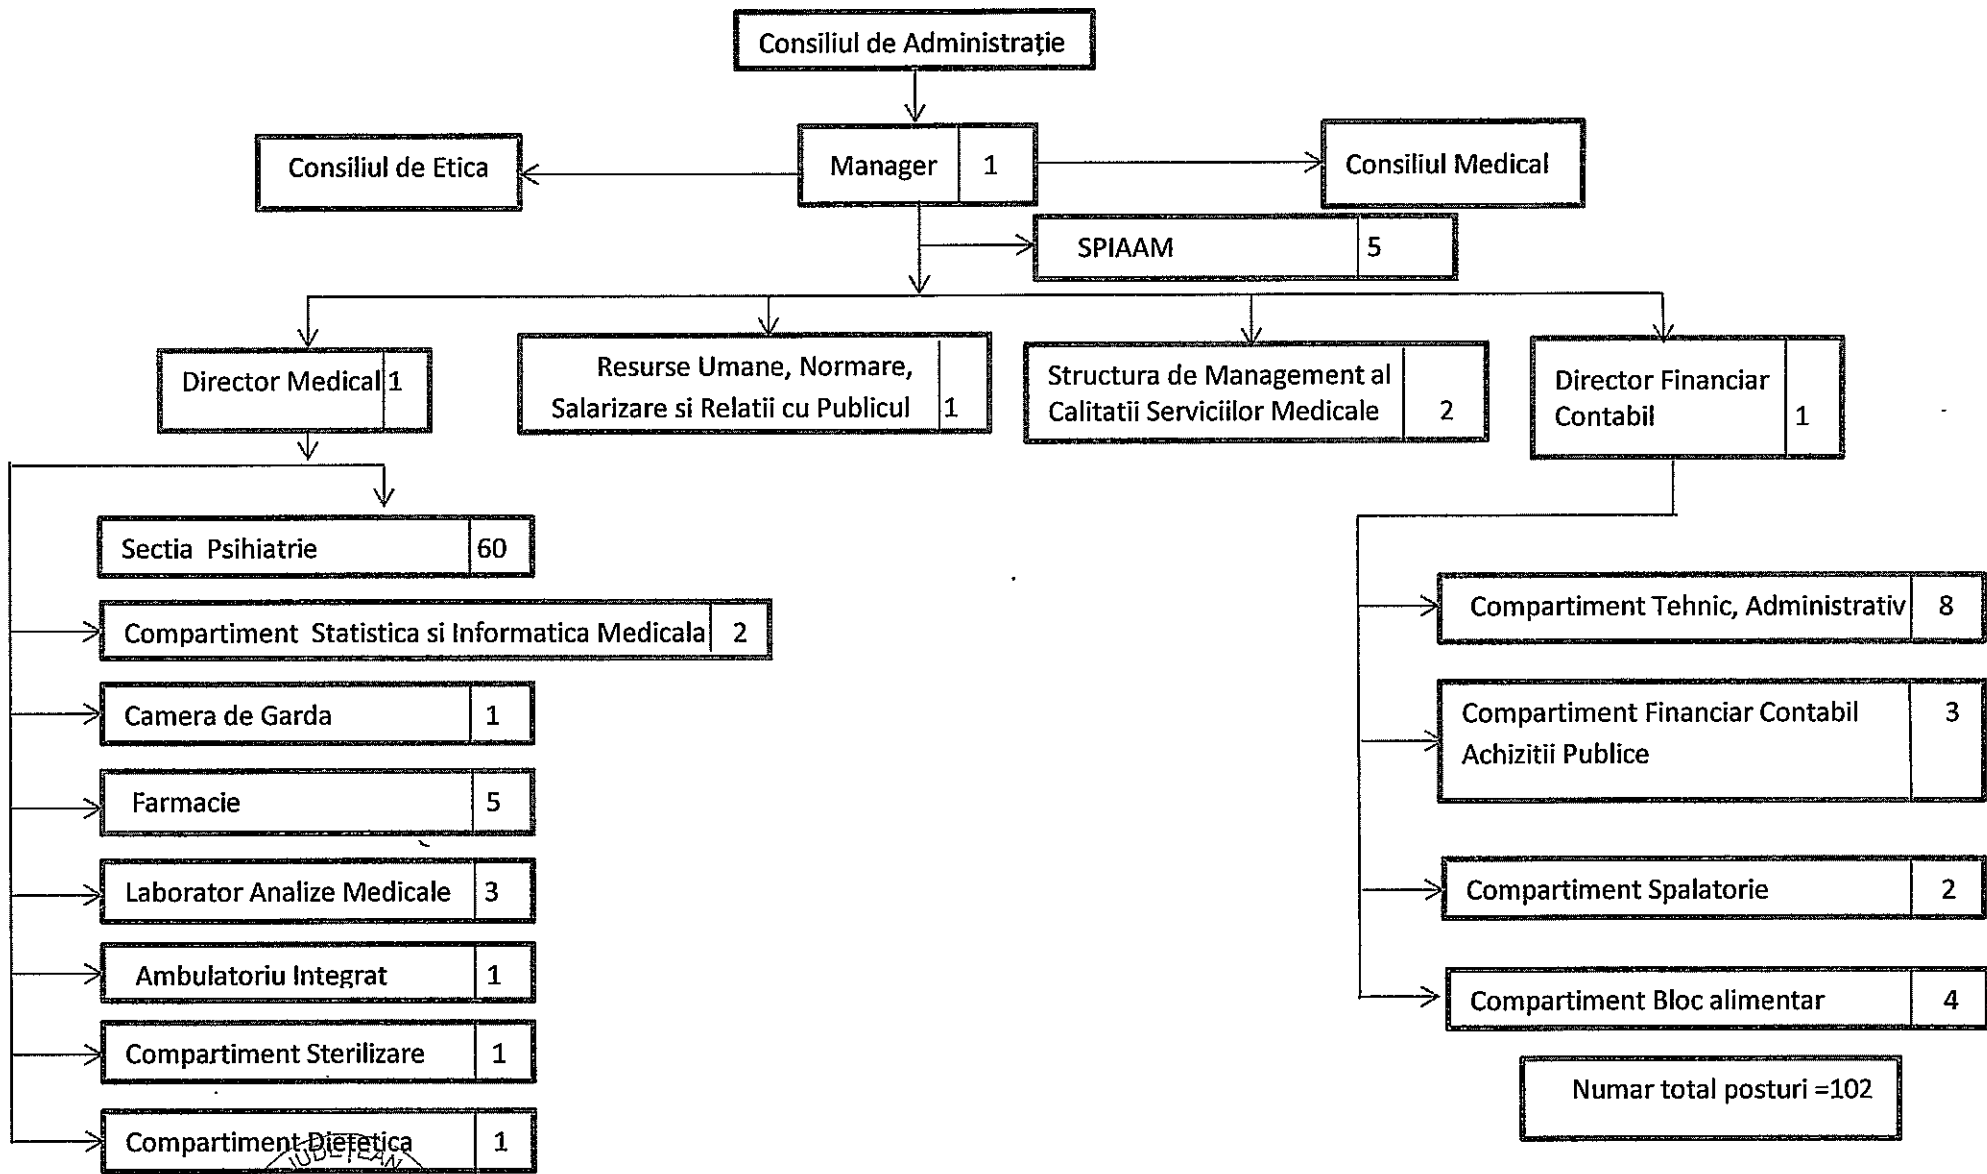 Consiliul de Administraţie
Consiliul de Etica
Manager 1
Consiliul Medical
SPIAAM 5
Director Medical 1
Resurse Umane, Normare,
Salarizare si Relatii cu Publicul 1
Structura de Management al
Calitatii Serviciilor Medicale 2
Director Financiar
Contabil 1
Sectia Psihiatrie 60
Compartiment Statistica si Informatica Medicala 2
Camera de Garda 1
Farmacie 5
Laborator Analize Medicale 3
Ambulatoriu Integrat 1
Compartiment Sterilizare 1
Compartiment Dietetica 1
JUDEŢEAN
Compartiment Tehnic, Administrativ 8
Compartiment Financiar Contabil 3
Achizitii Publice
Compartiment Spalatorie 2
Compartiment Bloc alimentar 4
Numar total posturi =102